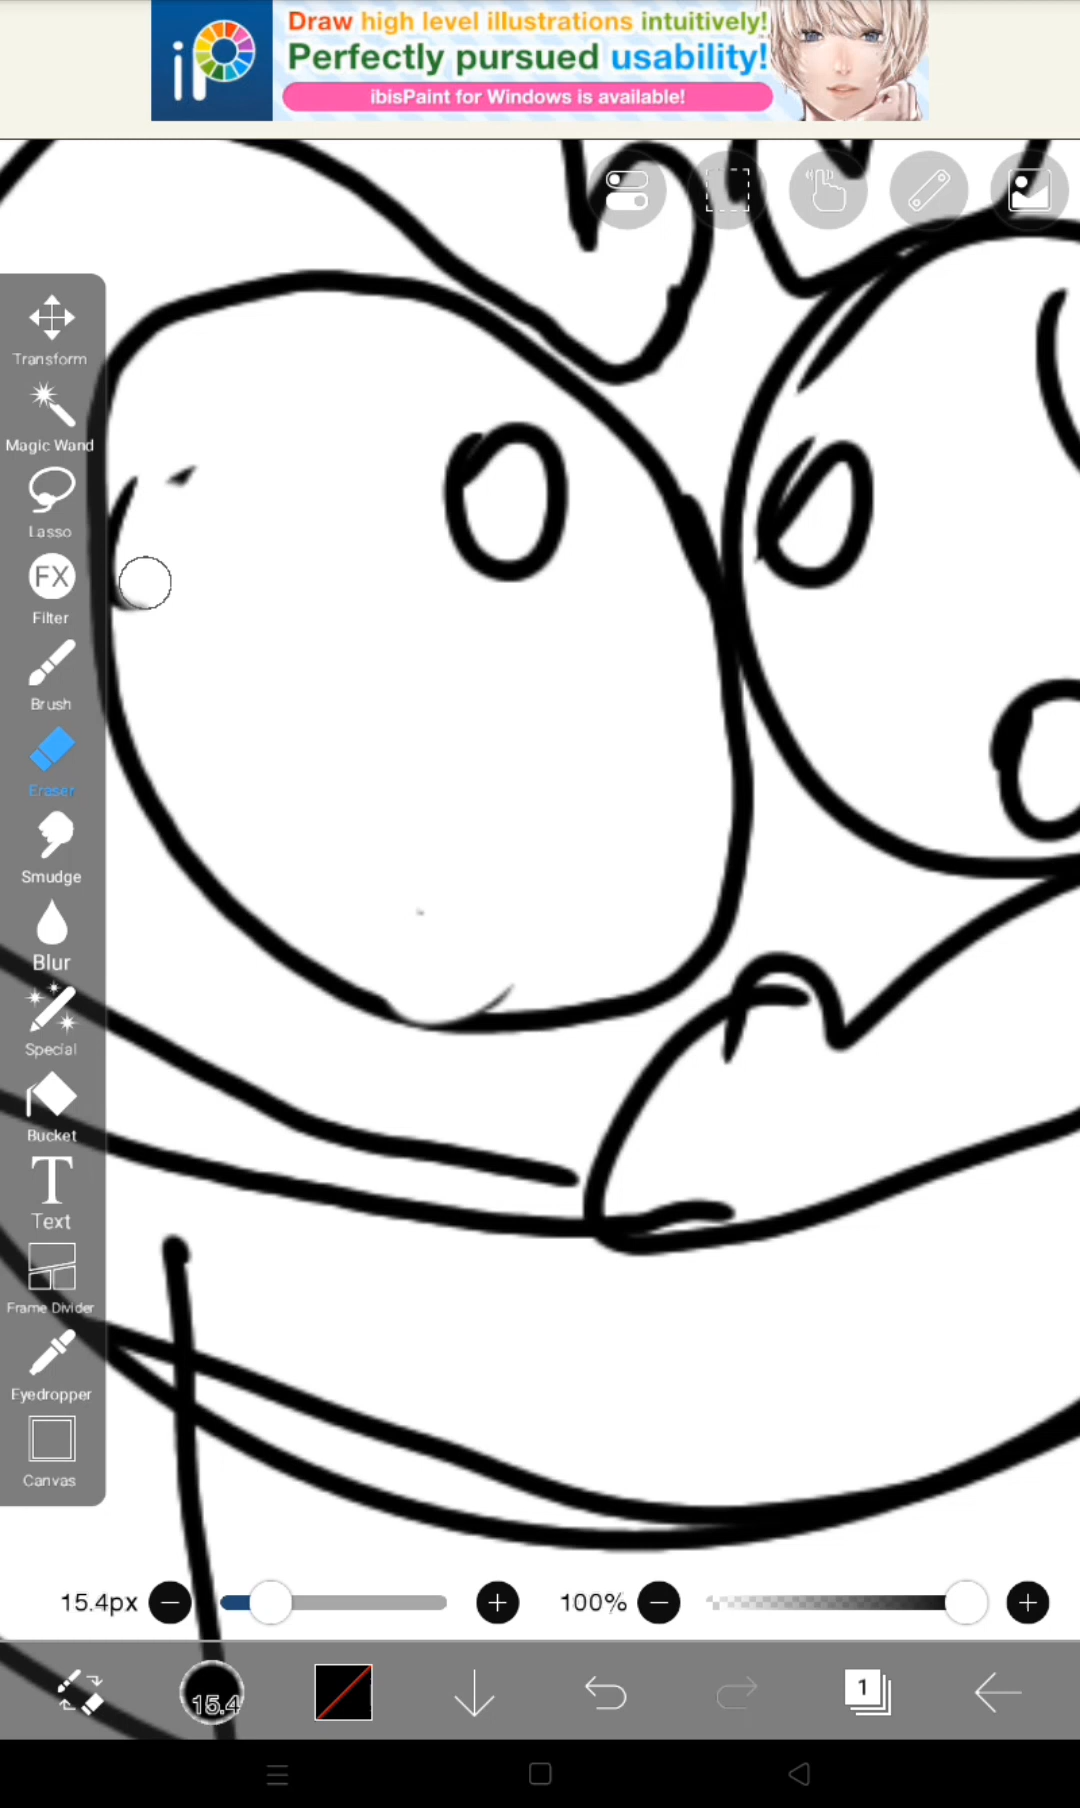 iP
Draw high level illustrations intuitively!
Perfectly pursued usability!
ibisPaint for Windows is available!
Transform
Magic Wand
Lasso
FX
Filter
Brush
Eraser
Smudge
Blur
Special
Bucket
T
Text
Frame Divider
Eyedropper
Canvas
15.4px
100%
15.4
1